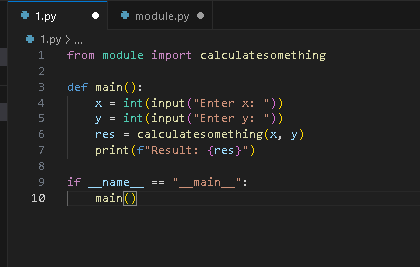 1.py
module.py
1.py > ...
1 from module import calculatesomething
2
3 def main():
4     x = int(input("Enter x: "))
5     y = int(input("Enter y: "))
6     res = calculatesomething(x, y)
7     print(f"Result: {res}")
8
9 if __name__ == "__main__":
10     main()